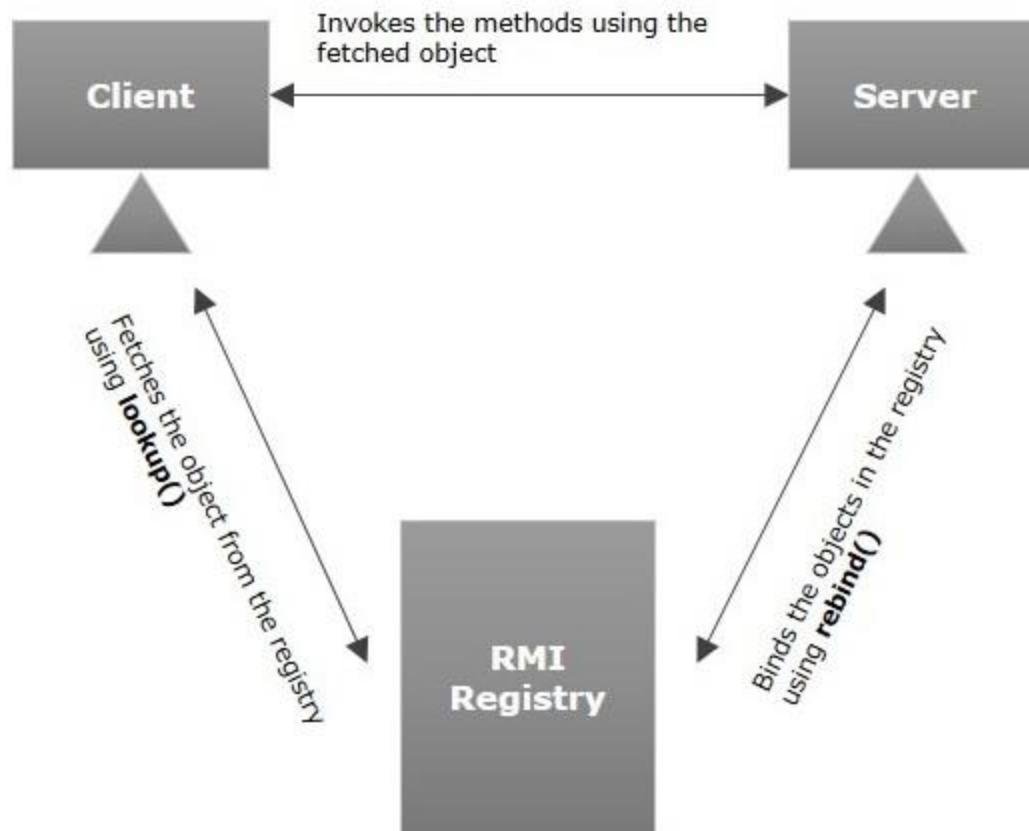 Invokes the methods using the
fetched object
Client
Server
Fetches the object from the registry
using lookup()
Binds the objects in the registry
using rebind()
RMI
Registry